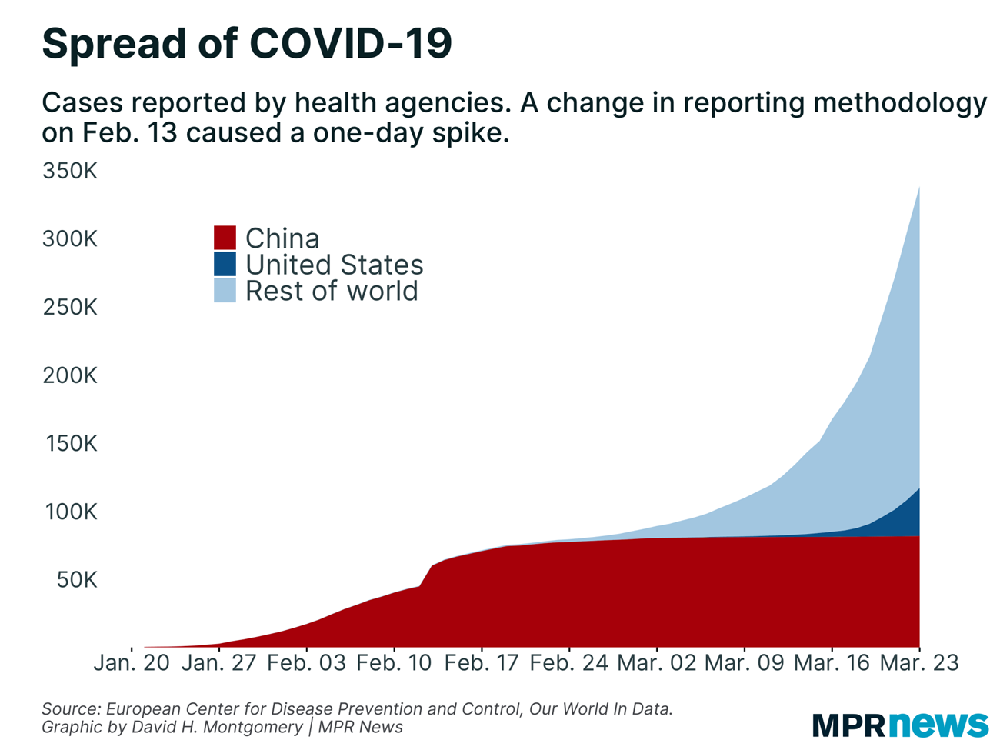 Spread of COVID-19
Cases reported by health agencies. A change in reporting methodology
on Feb. 13 caused a one-day spike.
350K
300K
250K
200K
150K
100K
50K
China
United States
Rest of world
Jan. 20 Jan. 27 Feb. 03 Feb. 10 Feb. 17 Feb. 24 Mar. 02 Mar. 09 Mar. 16 Mar. 23
Source: European Center for Disease Prevention and Control, Our World In Data.
Graphic by David H. Montgomery | MPR News
MPRnews